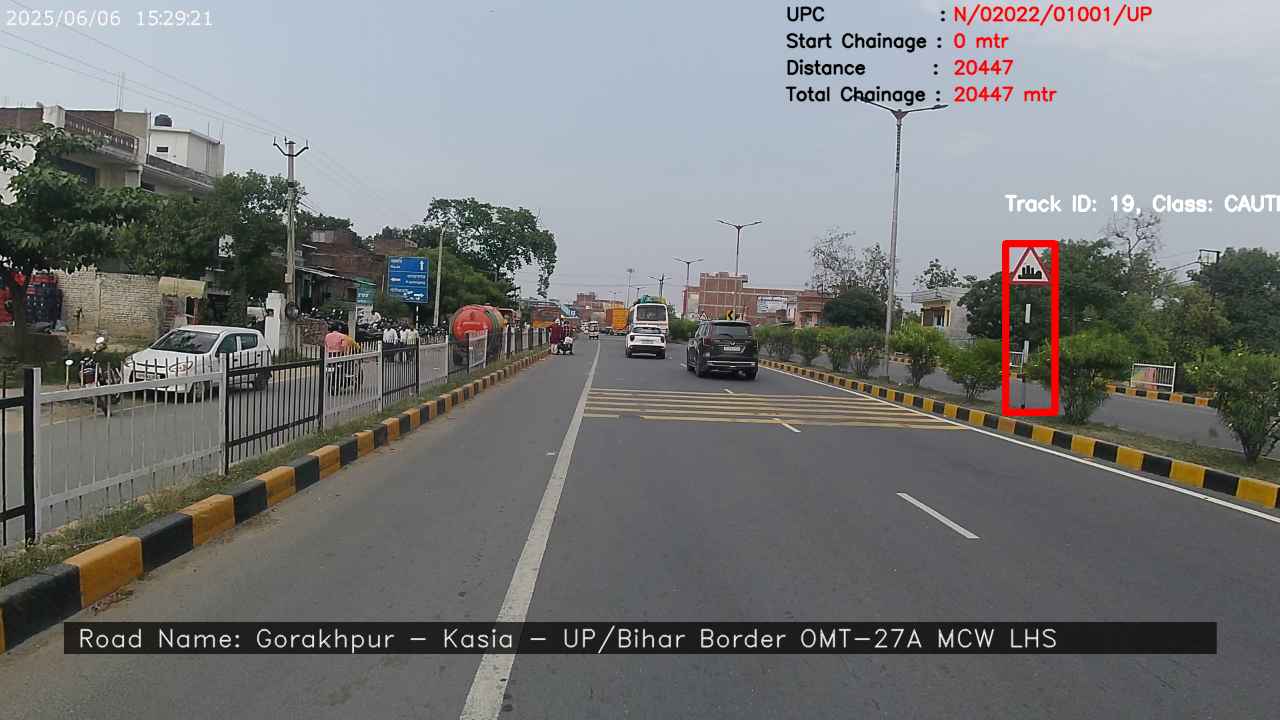 2025/06/06 15:29:21
UPC : N/02022/01001/UP
Start Chainage : 0 mtr
Distance : 20447
Total Chainage : 20447 mtr
Track ID: 19, Class: CAUTI
Road Name: Gorakhpur - Kasia - UP/Bihar Border OMT-27A MCW LHS